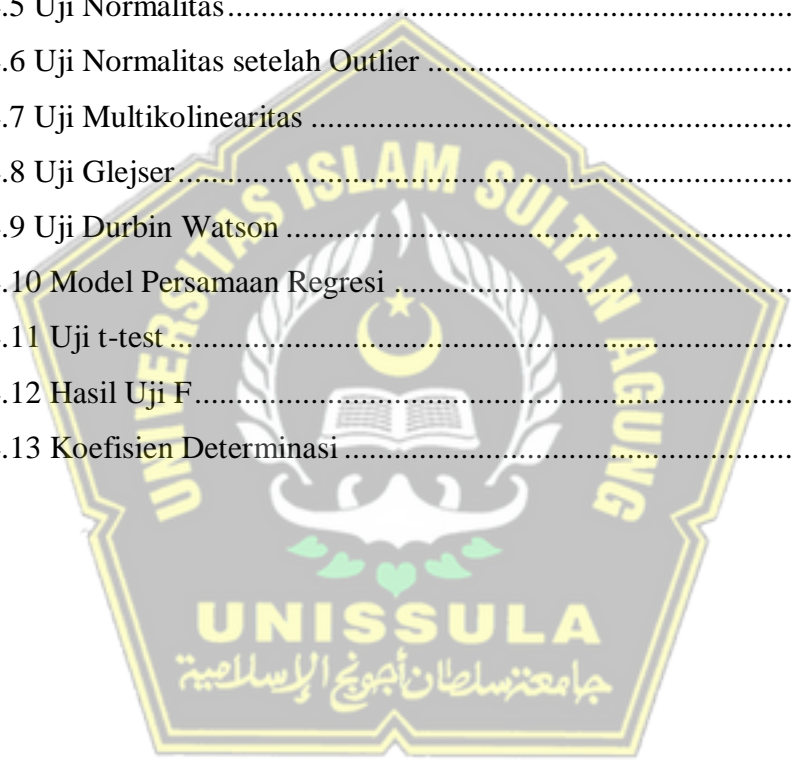 .5 Uji Normalitas
.6 Uji Normalitas setelah Outlier
.7 Uji Multikolinearitas
.8 Uji Glejser
.9 Uji Durbin Watson
.10 Model Persamaan Regresi
.11 Uji t-test
.12 Hasil Uji F
.13 Koefisien Determinasi
UNIVERSITAS ISLAM SULTAN AGUNG
UNISSULA
جامعتنسلطان أجونج الإسلامية